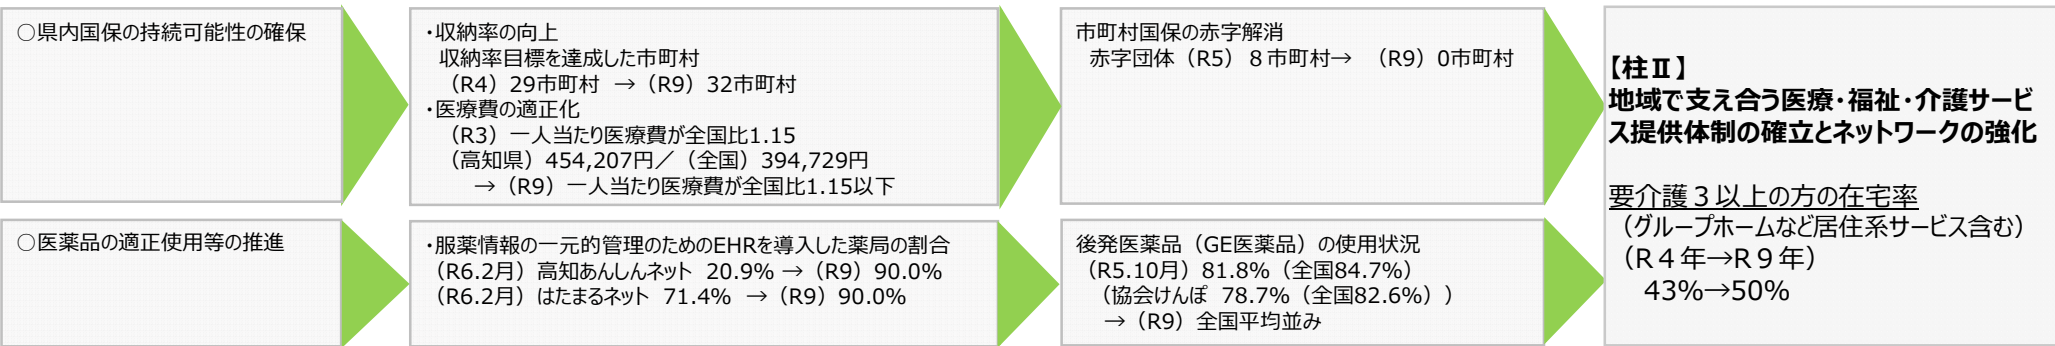 ○県内国保の持続可能性の確保
・収納率の向上
収納率目標を達成した市町村
（R4）29市町村 →（R9）32市町村
・医療費の適正化
（R3）一人当たり医療費が全国比1.15
（高知県）454,207円／（全国）394,729円
→（R9）一人当たり医療費が全国比1.15以下
市町村国保の赤字解消
赤字団体（R5）８市町村→ （R9）0市町村
○医薬品の適正使用等の推進
・服薬情報の一元的管理のためのEHRを導入した薬局の割合
（R6.2月）高知あんしんネット 20.9% →（R9）90.0%
（R6.2月）はたまるネット 71.4% →（R9）90.0%
後発医薬品（GE医薬品）の使用状況
（R5.10月）81.8%（全国84.7%）
（協会けんぽ 78.7%（全国82.6%））
→（R9）全国平均並み
【柱Ⅱ】
地域で支え合う医療・福祉・介護サービ
ス提供体制の確立とネットワークの強化
要介護３以上の方の在宅率
（グループホームなど居住系サービス含む）
（R４年→R９年）
43%→50%